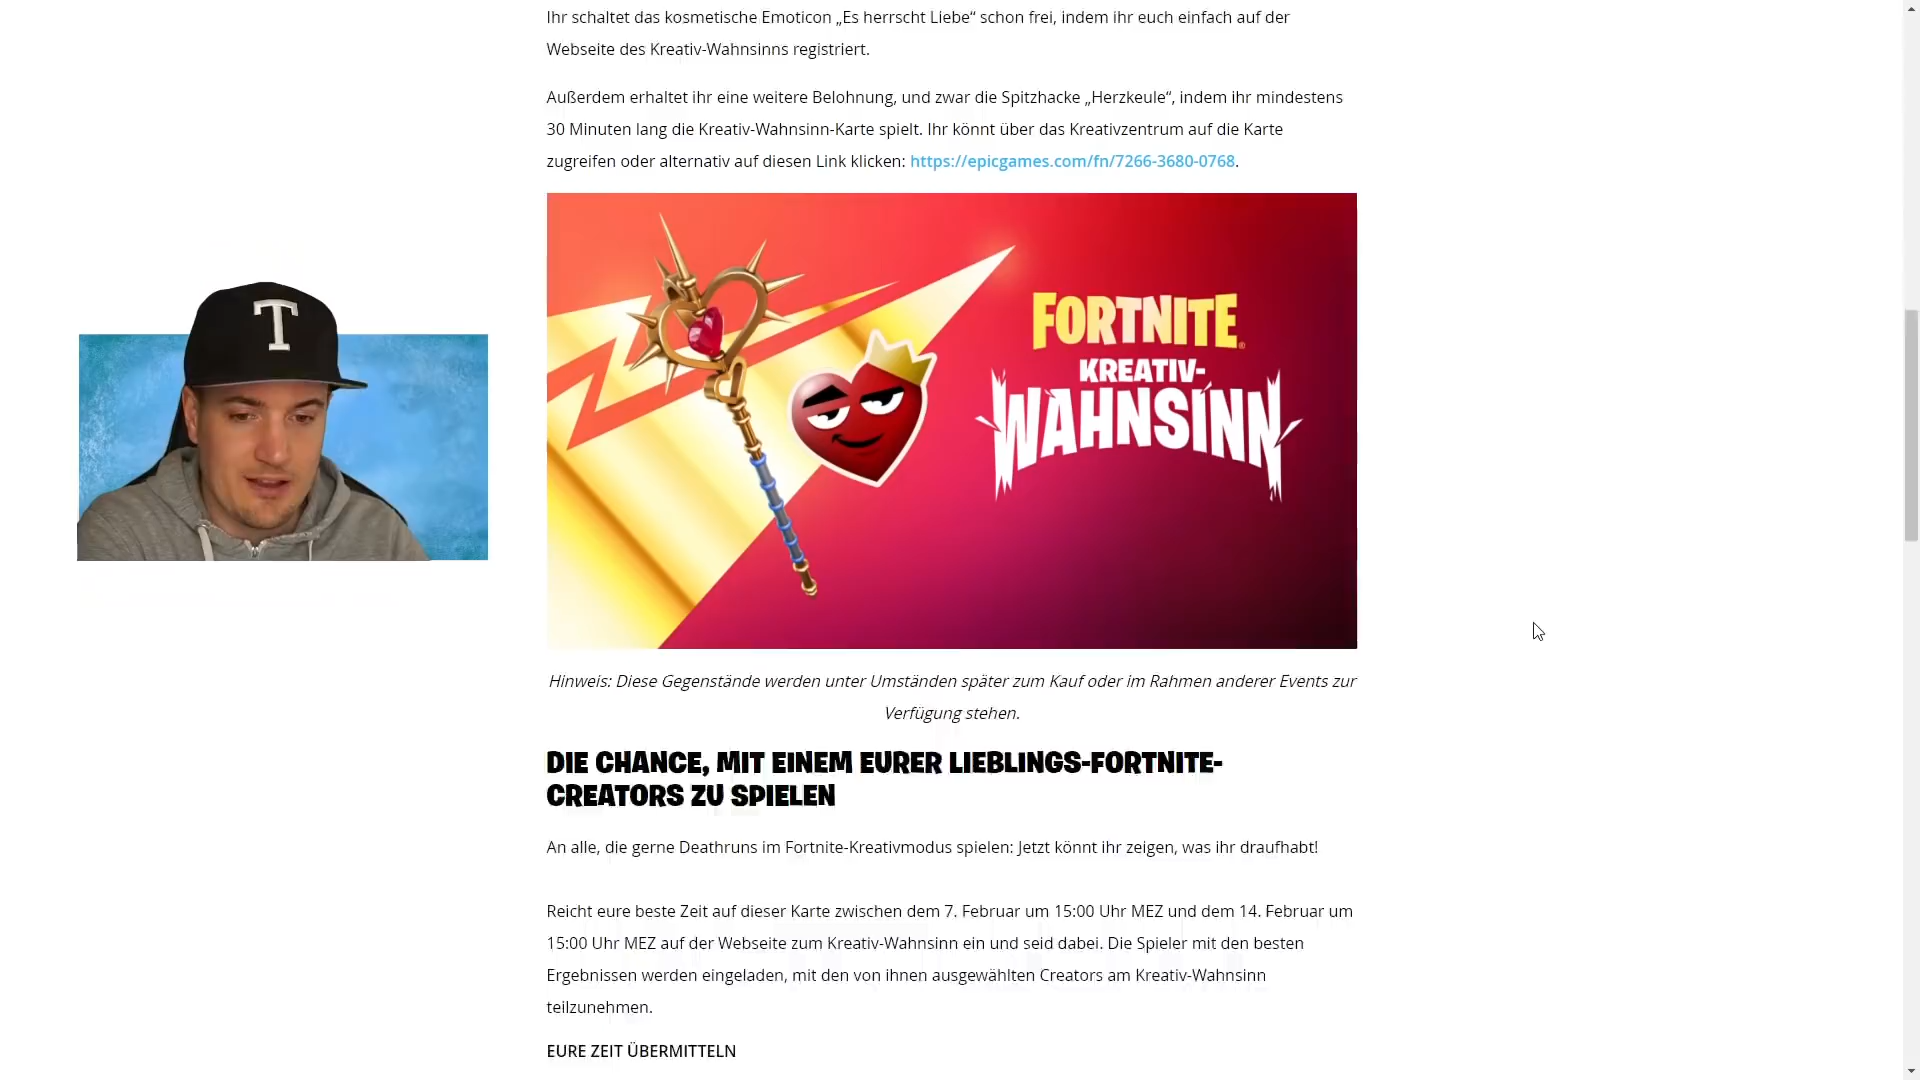 Ihr schaltet das kosmetische Emoticon „Es herrscht Liebe“ schon frei, indem ihr euch einfach auf der
Webseite des Kreativ-Wahnsinns registriert.
Außerdem erhaltet ihr eine weitere Belohnung, und zwar die Spitzhacke „Herzkeule“, indem ihr mindestens
30 Minuten lang die Kreativ-Wahnsinn-Karte spielt. Ihr könnt über das Kreativzentrum auf die Karte
zugreifen oder alternativ auf diesen Link klicken: https://epicgames.com/fn/7266-3680-0768.
T
FORTNITE
KREATIV-
WAHNSINN
Hinweis: Diese Gegenstände werden unter Umständen später zum Kauf oder im Rahmen anderer Events zur
Verfügung stehen.
DIE CHANCE, MIT EINEM EURER LIEBLINGS-FORTNITE-
CREATORS ZU SPIELEN
An alle, die gerne Deathruns im Fortnite-Kreativmodus spielen: Jetzt könnt ihr zeigen, was ihr draufhabt!
Reicht eure beste Zeit auf dieser Karte zwischen dem 7. Februar um 15:00 Uhr MEZ und dem 14. Februar um
15:00 Uhr MEZ auf der Webseite zum Kreativ-Wahnsinn ein und seid dabei. Die Spieler mit den besten
Ergebnissen werden eingeladen, mit den von ihnen ausgewählten Creators am Kreativ-Wahnsinn
teilzunehmen.
EURE ZEIT ÜBERMITTELN